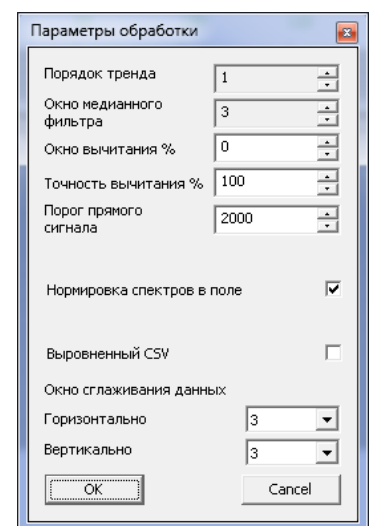 Параметры обработки
Порядок тренда 1
Окно медианного
фильтра 3
Окно вычитания % 0
Точность вычитания % 100
Порог прямого
сигнала 2000
Нормировка спектров в поле
Выровненный CSV
Окно сглаживания данных
Горизонтально 3
Вертикально 3
OK Cancel